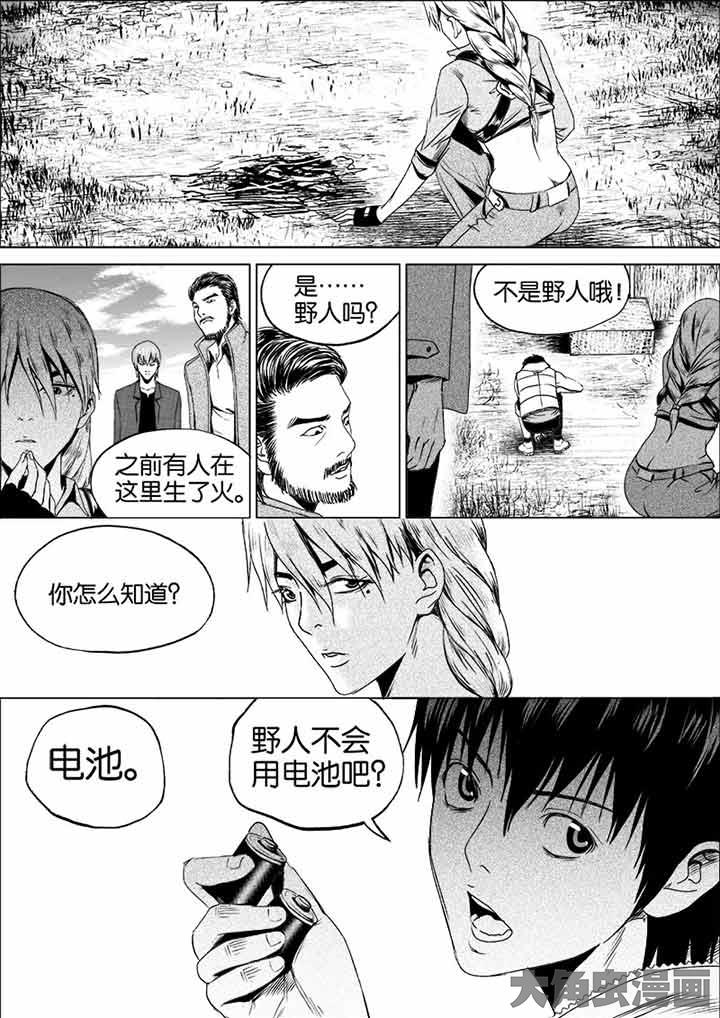 之前有人在
这里生了火。
是……
野人吗？
不是野人哦！
你怎么知道？
电池。
野人不会
用电池吧？
大角虫漫画